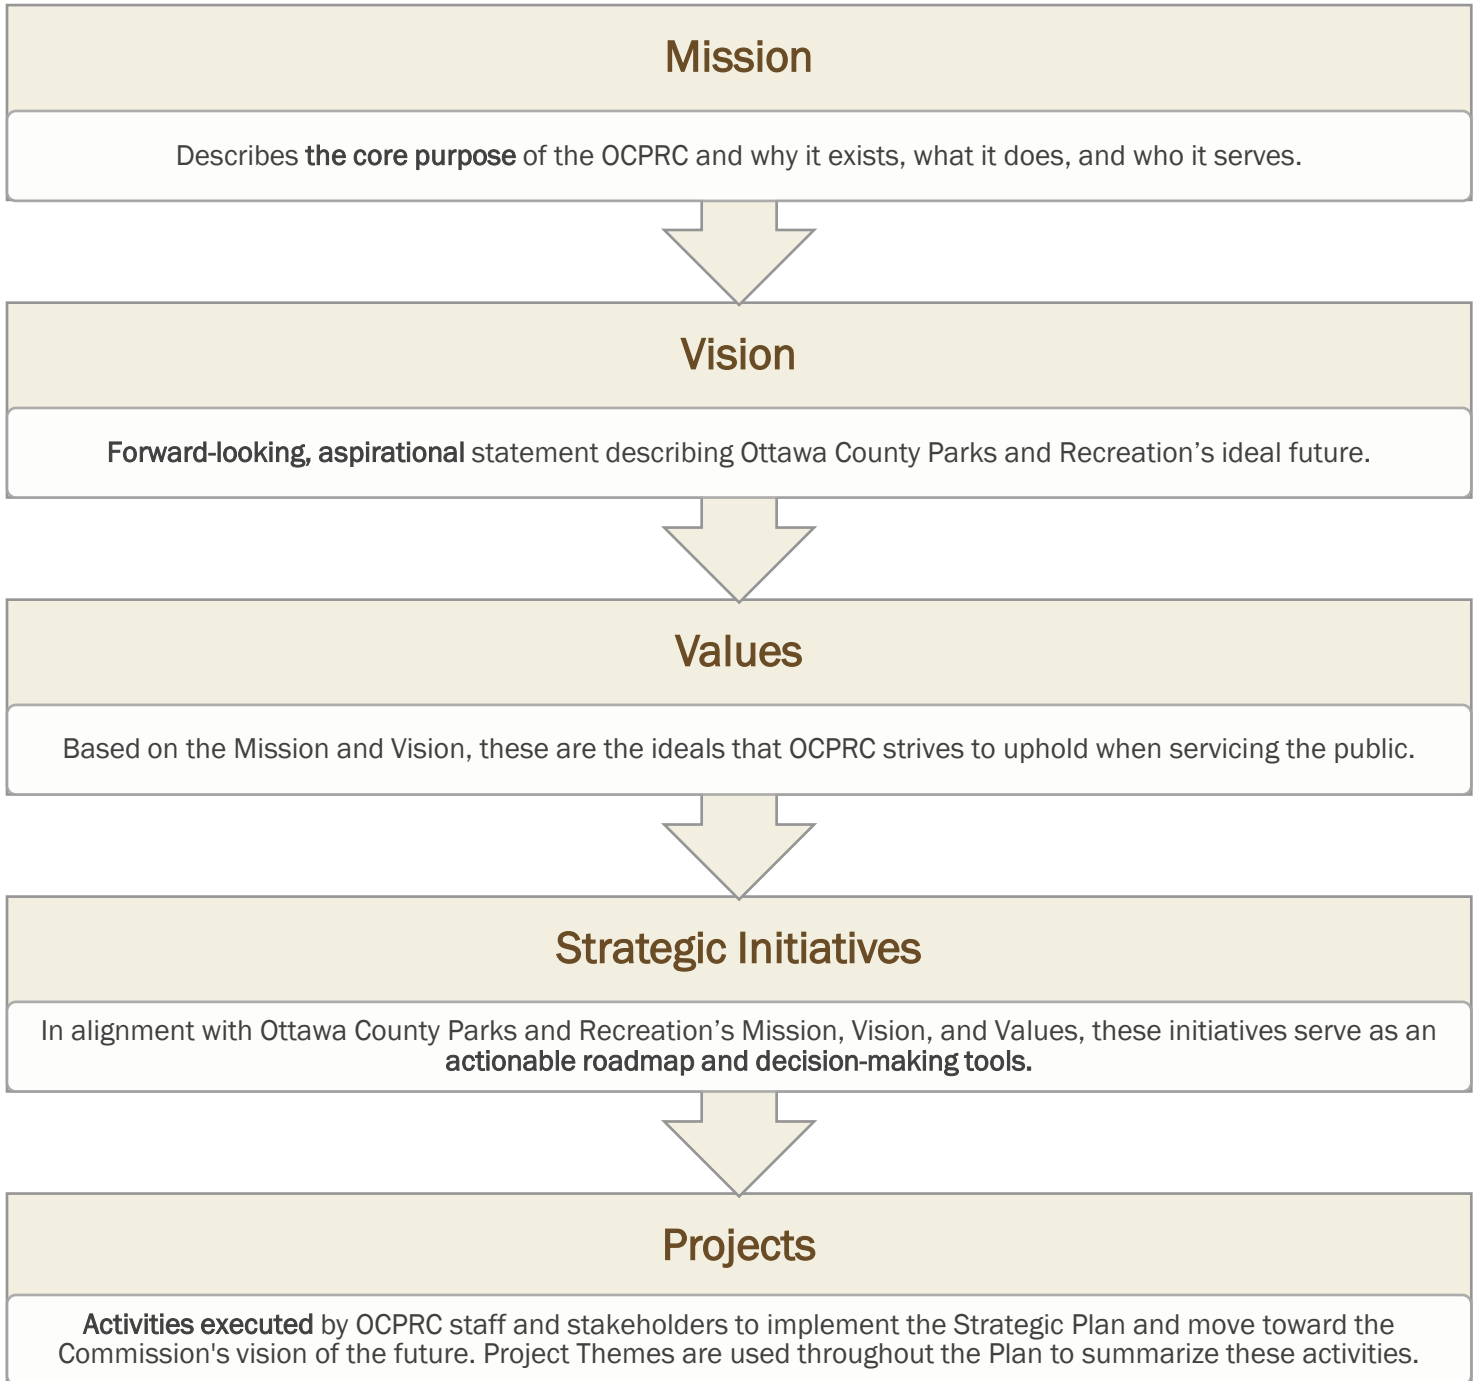 Mission
Describes the core purpose of the OCPRC and why it exists, what it does, and who it serves.
Vision
Forward-looking, aspirational statement describing Ottawa County Parks and Recreation’s ideal future.
Values
Based on the Mission and Vision, these are the ideals that OCPRC strives to uphold when servicing the public.
Strategic Initiatives
In alignment with Ottawa County Parks and Recreation’s Mission, Vision, and Values, these initiatives serve as an
actionable roadmap and decision-making tools.
Projects
Activities executed by OCPRC staff and stakeholders to implement the Strategic Plan and move toward the
Commission's vision of the future. Project Themes are used throughout the Plan to summarize these activities.